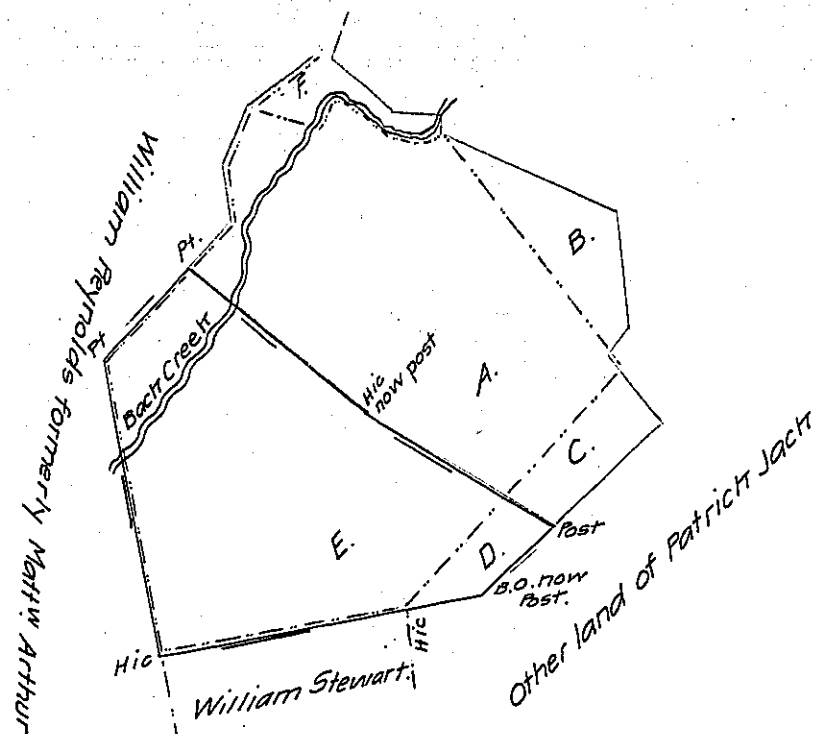 F.
B.
William Reynolds formerly Matt.w Arthur
Pt.
Pt
Back Creek
Hic
now post
A.
C.
E.
D.
Post
B.O. now
Post.
Other land of Patrick Jack
Hic
Hic
William Stewart.